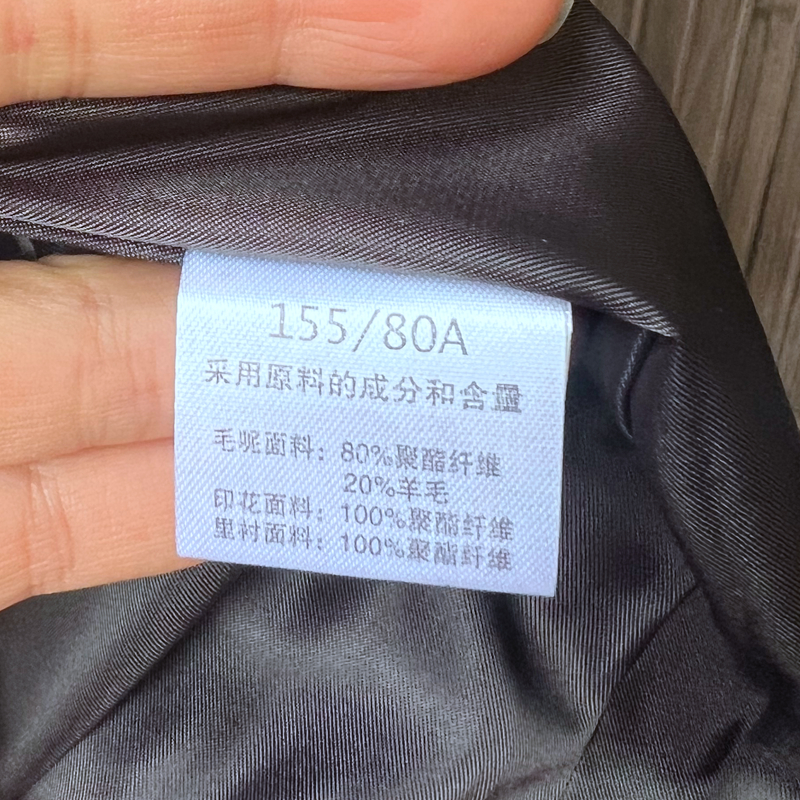 155/80A
采用原料的成分和含量
毛呢面料：80%聚酯纤维
20%羊毛
印花面料：100%聚酯纤维
里衬面料：100%聚酯纤维